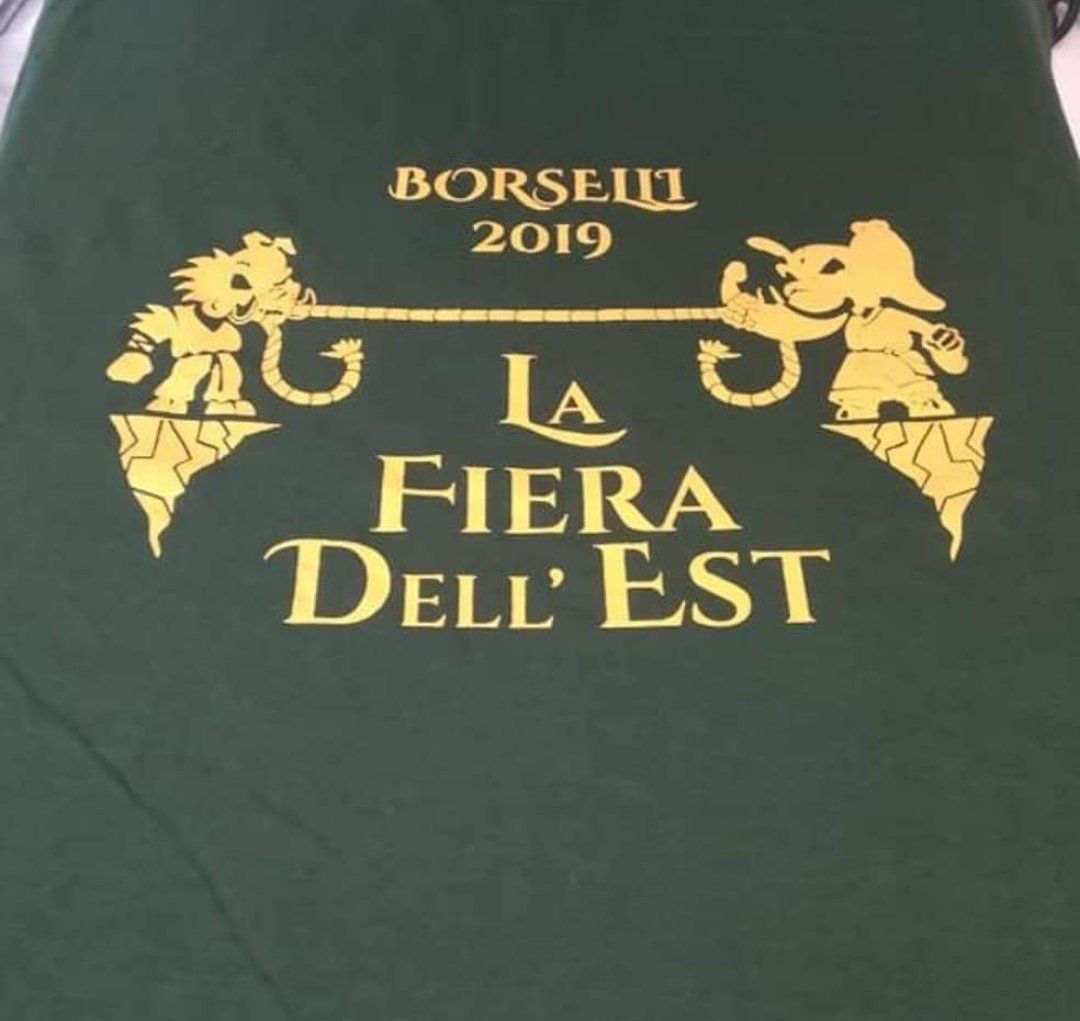 BORSELLI
2019
LA
FIERA
DELL' EST